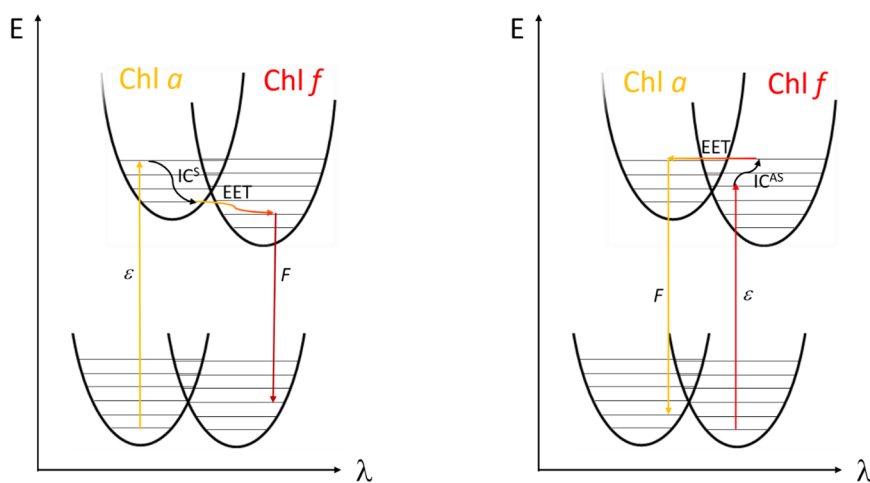 E
Chl a
Chl f
IC^S
EET
ε
F
λ
E
Chl a
Chl f
EET
IC^AS
F
ε
λ